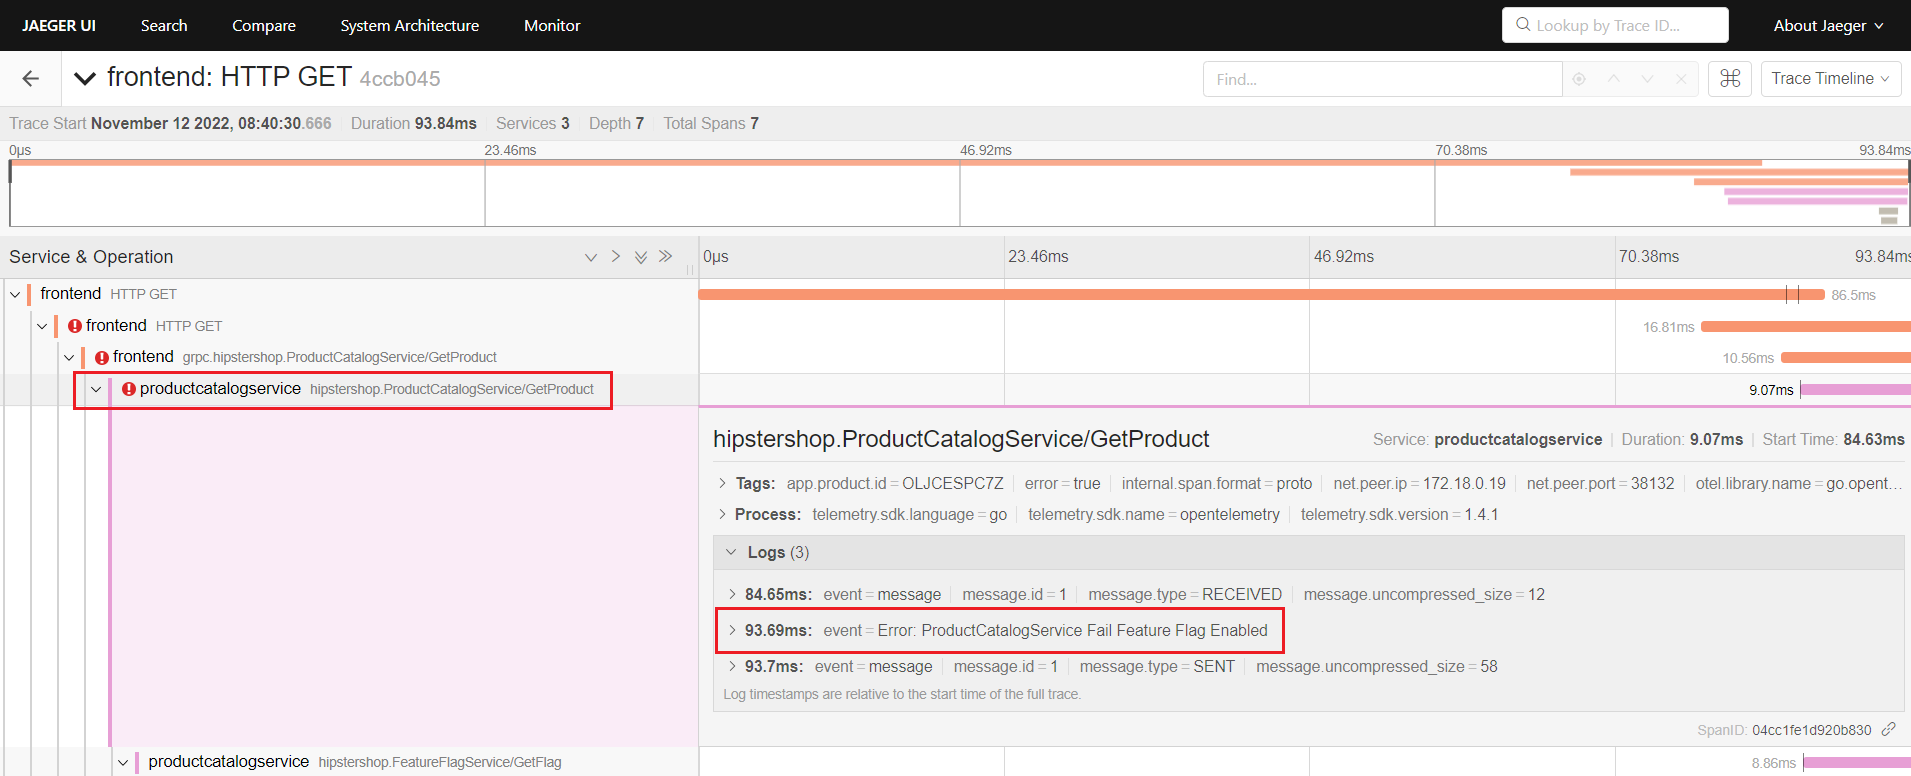 JAEGER UI Search Compare System Architecture Monitor Lookup by Trace ID... About Jaeger
frontend: HTTP GET 4ccb045 Find... Trace Timeline
Trace Start November 12 2022, 08:40:30.666 Duration 93.84ms Services 3 Depth 7 Total Spans 7
0μs 23.46ms 46.92ms 70.38ms 93.84ms
Service & Operation 0μs 23.46ms 46.92ms 70.38ms 93.84ms
frontend HTTP GET 86.5ms
frontend HTTP GET 16.81ms
frontend grpc.hipstershop.ProductCatalogService/GetProduct 10.56ms
productcatalogservice hipstershop.ProductCatalogService/GetProduct 9.07ms
hipstershop.ProductCatalogService/GetProduct Service: productcatalogservice Duration: 9.07ms Start Time: 84.63ms
Tags: app.product.id = OLJCESPC7Z error = true internal.span.format = proto net.peer.ip = 172.18.0.19 net.peer.port = 38132 otel.library.name = go.opent...
Process: telemetry.sdk.language = go telemetry.sdk.name = opentelemetry telemetry.sdk.version = 1.4.1
Logs (3)
84.65ms: event = message message.id = 1 message.type = RECEIVED message.uncompressed_size = 12
93.69ms: event = Error: ProductCatalogService Fail Feature Flag Enabled
93.7ms: event = message message.id = 1 message.type = SENT message.uncompressed_size = 58
Log timestamps are relative to the start time of the full trace.
SpanID: 04cc1fe1d920b830
productcatalogservice hipstershop.FeatureFlagService/GetFlag 8.86ms